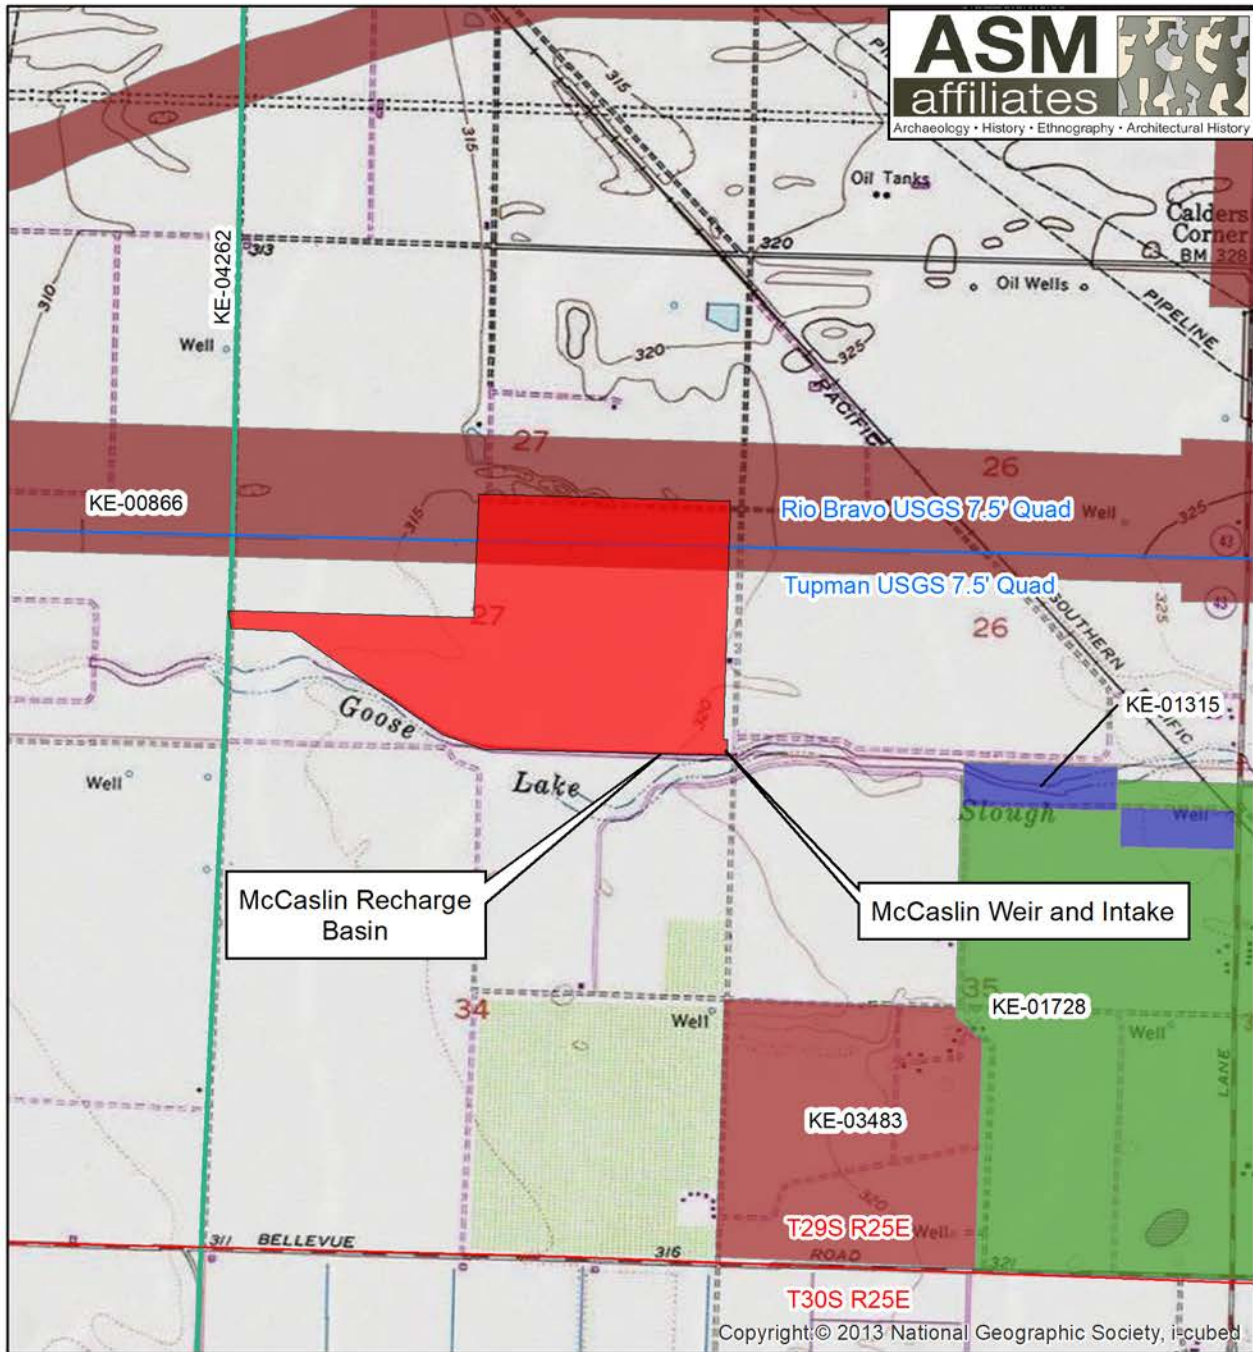 ASM
affiliates
Archaeology • History • Ethnography • Architectural History
315
315
Oil Tanks
Calders
Corner
BM 328
313
320
KE-04262
310
Oil Wells
PIPELINE
Well
320
325
PACIFIC
27
26
KE-00866
315
Rio Bravo USGS 7.5' Quad
Well
325
43
Tupman USGS 7.5' Quad
27
26
SOUTHERN
325
Goose
320
KE-01315
Well
Lake
Slough
Well
McCaslin Recharge
Basin
McCaslin Weir and Intake
34
Well
35
KE-01728
Well
LANE
KE-03483
320
T29S R25E
Well
311
BELLEVUE
316
ROAD
321
T30S R25E
Copyright:© 2013 National Geographic Society, i-cubed